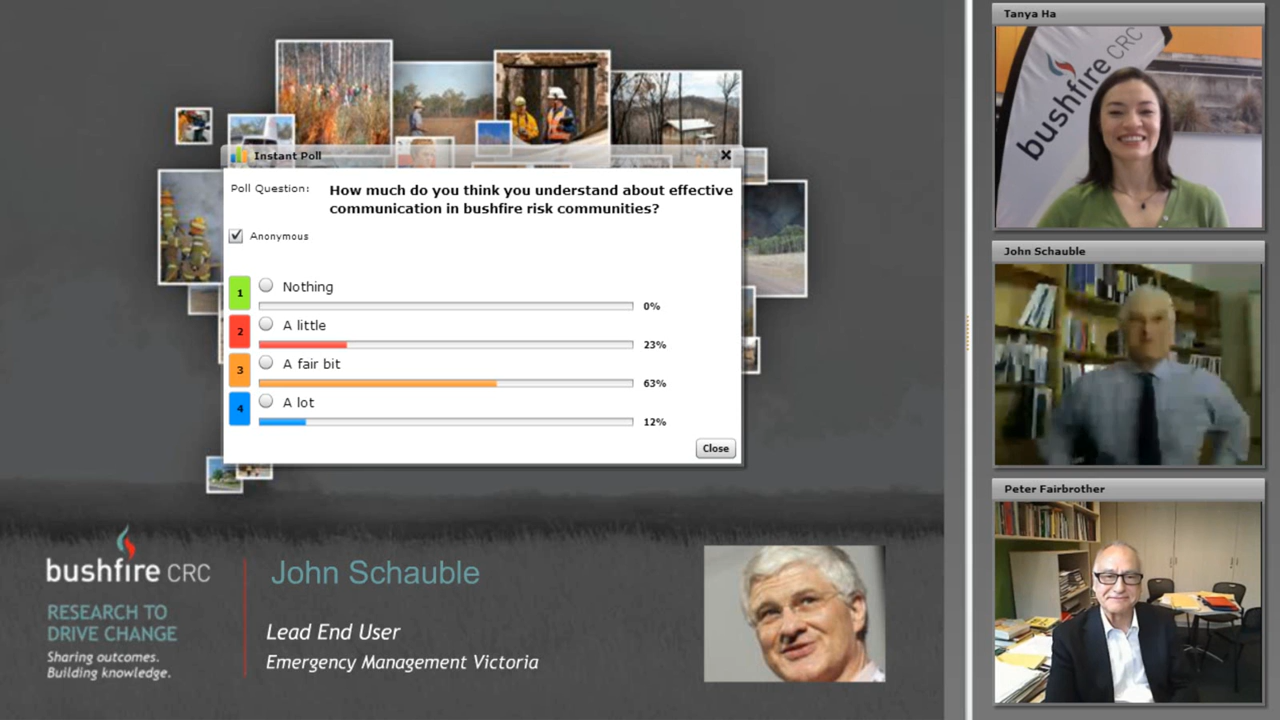 Tanya Ha
bushfire CRC
Instant Poll
Poll Question:
How much do you think you understand about effective
communication in bushfire risk communities?
Anonymous
1
Nothing
0%
2
A little
23%
3
A fair bit
63%
4
A lot
12%
Close
John Schauble
Peter Fairbrother
bushfire CRC
RESEARCH TO
DRIVE CHANGE
Sharing outcomes.
Building knowledge.
John Schauble
Lead End User
Emergency Management Victoria